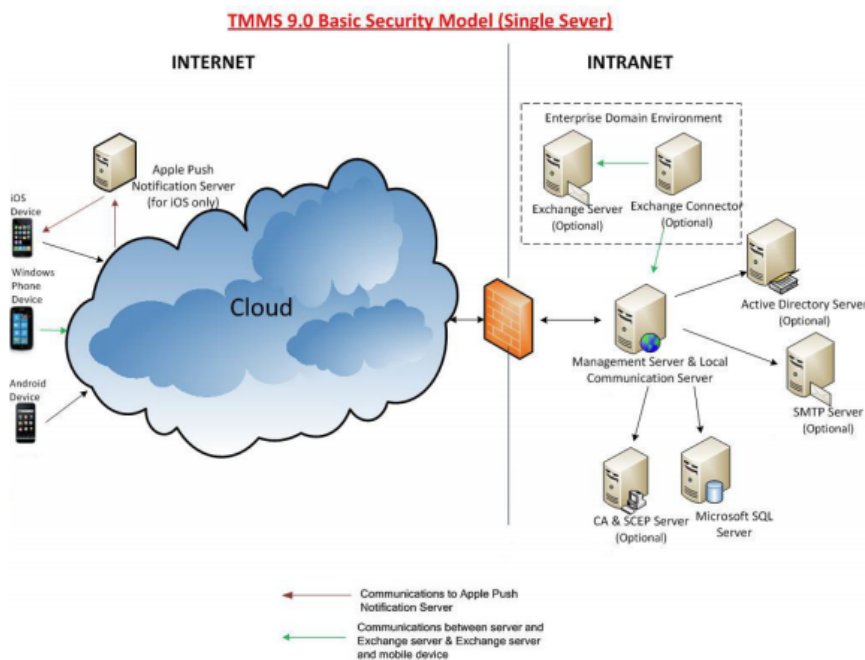 TMMS 9.0 Basic Security Model (Single Sever)
INTERNET
INTRANET
Enterprise Domain Environment
Apple Push
Notification Server
(for iOS only)
iOS
Device
Exchange Server
(Optional)
Exchange Connector
(Optional)
Windows
Phone
Device
Cloud
Active Directory Server
(Optional)
Management Server & Local
Communication Server
Android
Device
SMTP Server
(Optional)
CA & SCEP Server
(Optional)
Microsoft SQL
Server
Communications to Apple Push
Notification Server
Communications between server and
Exchange server & Exchange server
and mobile device